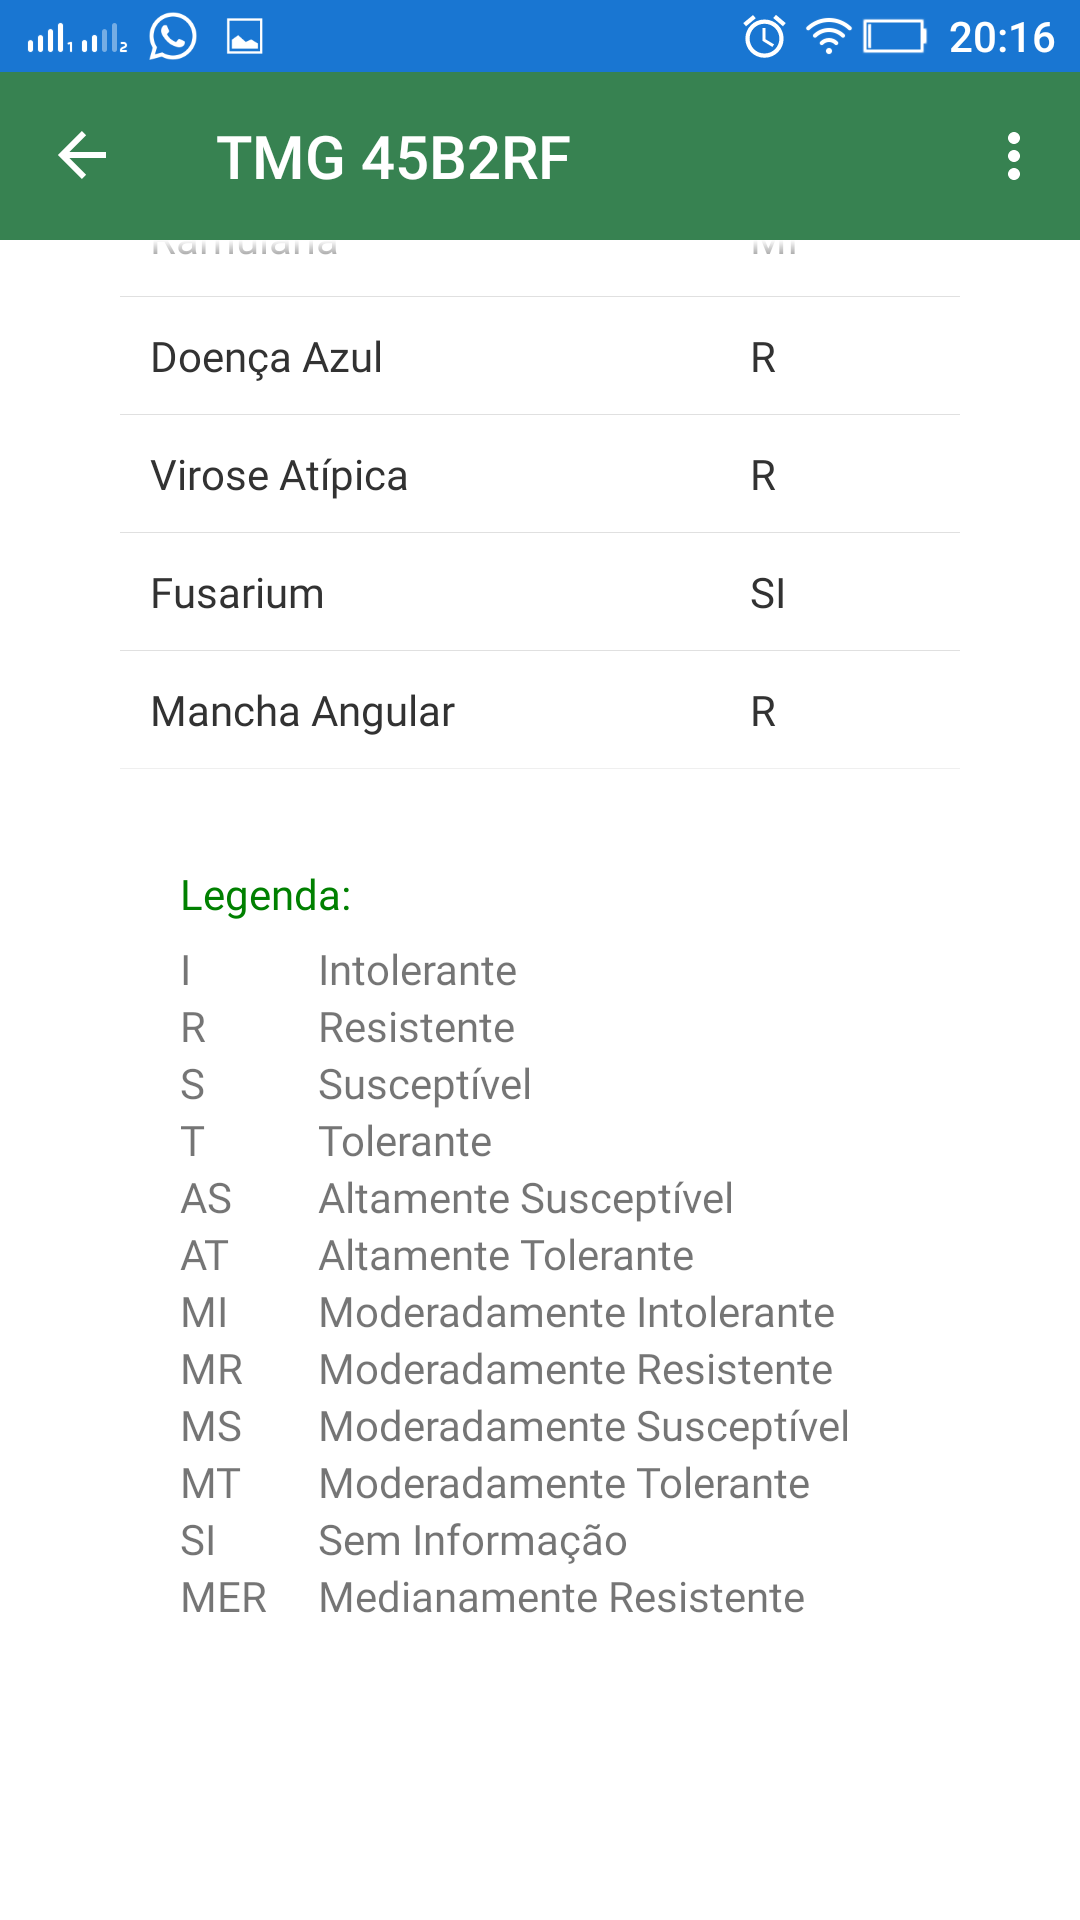 1 2 20:16
TMG 45B2RF
Doença Azul R
Virose Atípica R
Fusarium SI
Mancha Angular R
Legenda:
I Intolerante
R Resistente
S Susceptível
T Tolerante
AS Altamente Susceptível
AT Altamente Tolerante
MI Moderadamente Intolerante
MR Moderadamente Resistente
MS Moderadamente Susceptível
MT Moderadamente Tolerante
SI Sem Informação
MER Medianamente Resistente